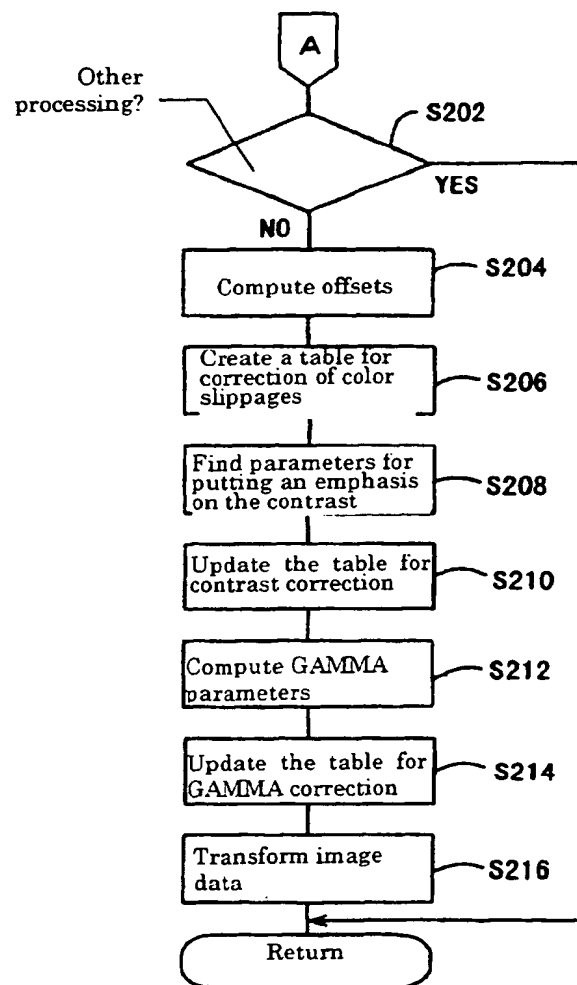 A
Other
processing?
S202
YES
NO
Compute offsets
S204
Create a table for
correction of color
slippages
S206
Find parameters for
putting an emphasis
on the contrast
S208
Update the table for
contrast correction
S210
Compute GAMMA
parameters
S212
Update the table for
GAMMA correction
S214
Transform image
data
S216
Return